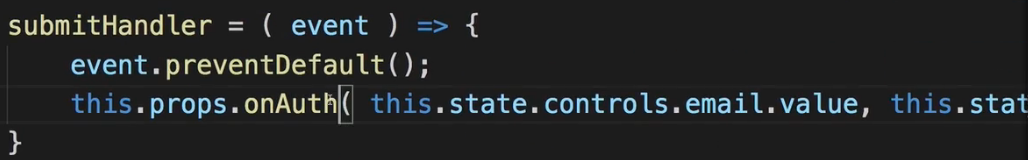 submitHandler = ( event ) => {
event.preventDefault();
this.props.onAuth( this.state.controls.email.value, this.stat
}